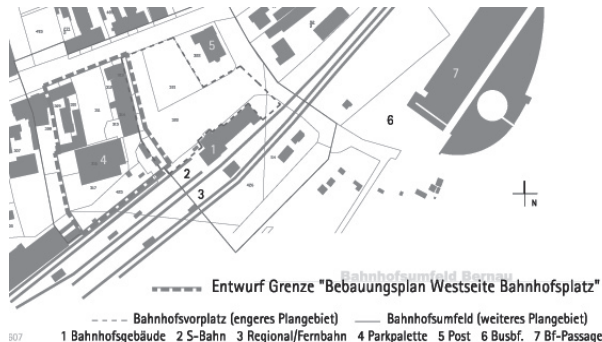 5
7
6
1
4
2
3
N
Bahnhofsumfeld Bernau
Entwurf Grenze "Bebauungsplan Westseite Bahnhofsplatz"
Bahnhofsvorplatz (engeres Plangebiet) Bahnhofsumfeld (weiteres Plangebiet)
607 1 Bahnhofsgebäude 2 S-Bahn 3 Regional/Fernbahn 4 Parkpalette 5 Post 6 Busbf. 7 Bf-Passage